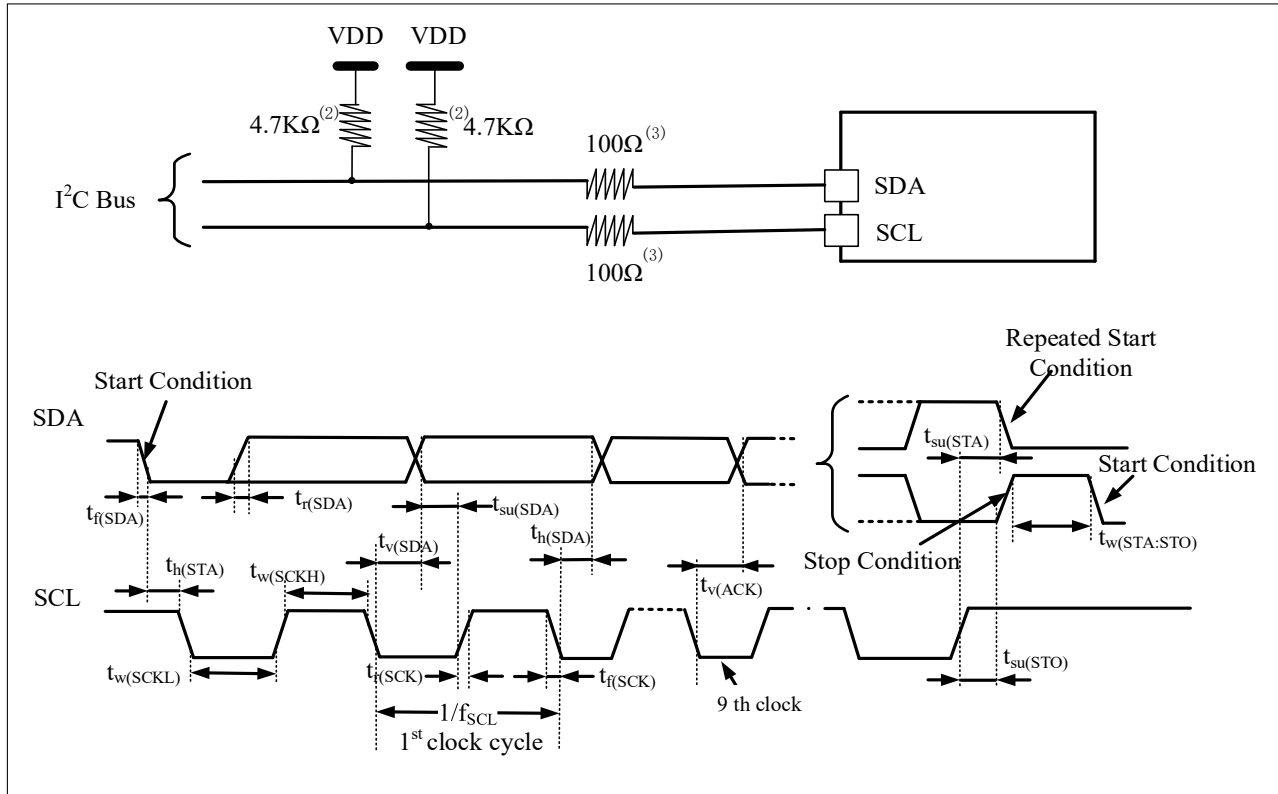 VDD VDD
4.7KΩ(2) (2)4.7KΩ
100Ω(3)
I2C Bus
SDA
SCL
100Ω(3)
Repeated Start
Condition
Start Condition
SDA
tsu(STA)
Start Condition
tf(SDA)
tr(SDA)
tsu(SDA)
tv(SDA)
th(SDA)
tw(STA:STO)
Stop Condition
th(STA)
tw(SCKH)
tv(ACK)
SCL
tw(SCKL)
tr(SCK)
tf(SCK)
tsu(STO)
9 th clock
1/fSCL
1st clock cycle